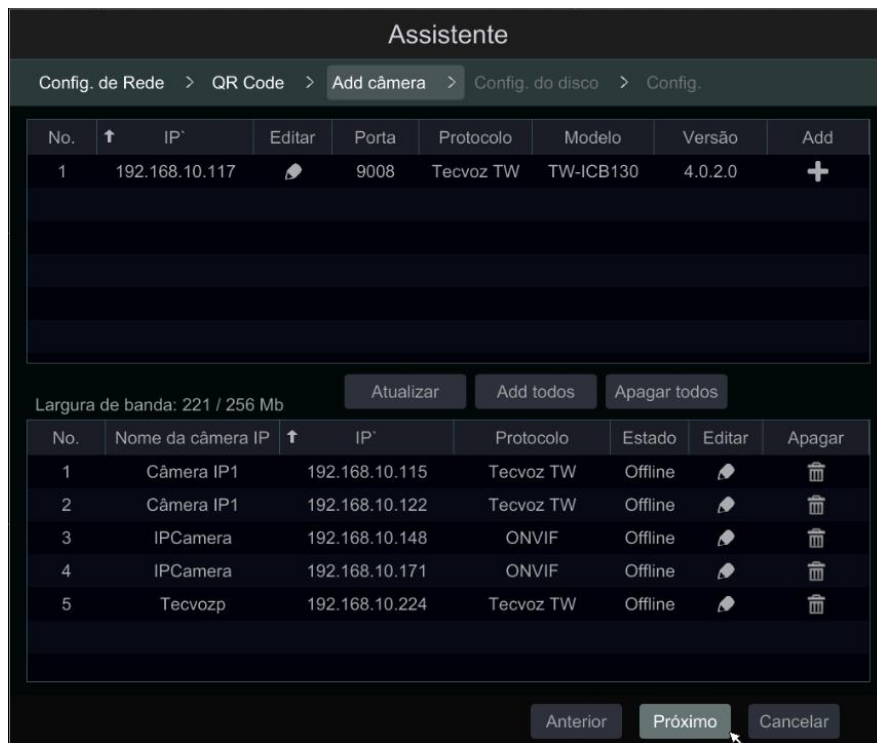 Assistente
Config. de Rede > QR Code > Add câmera > Config. do disco > Config.
No. IP` Editar Porta Protocolo Modelo Versão Add
1 192.168.10.117 9008 Tecvoz TW TW-ICB130 4.0.2.0
Largura de banda: 221 / 256 Mb Atualizar Add todos Apagar todos
No. Nome da câmera IP IP` Protocolo Estado Editar Apagar
1 Câmera IP1 192.168.10.115 Tecvoz TW Offline
2 Câmera IP1 192.168.10.122 Tecvoz TW Offline
3 IPCamera 192.168.10.148 ONVIF Offline
4 IPCamera 192.168.10.171 ONVIF Offline
5 Tecvozp 192.168.10.224 Tecvoz TW Offline
Anterior Próximo Cancelar